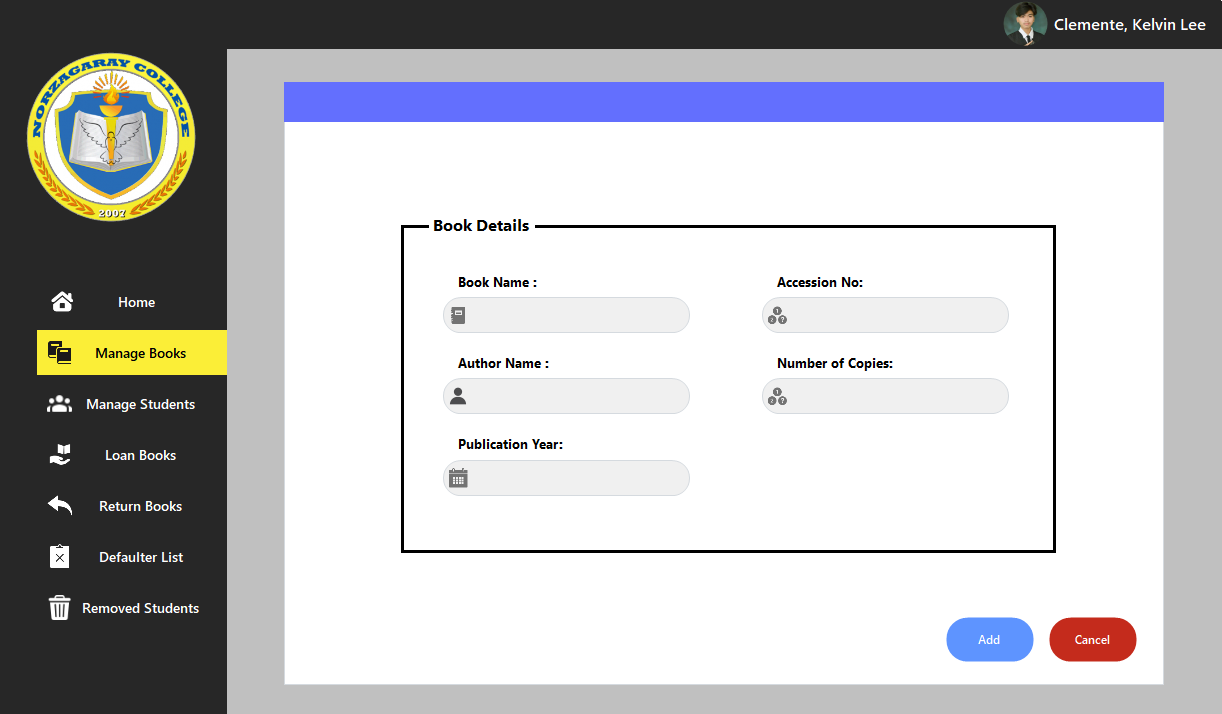 Clemente, Kelvin Lee
NORZAGARAY COLLEGE
2007
Home
Manage Books
Manage Students
Loan Books
Return Books
Defaulter List
Removed Students
Book Details
Book Name :
Accession No:
Author Name :
Number of Copies:
Publication Year:
Add
Cancel